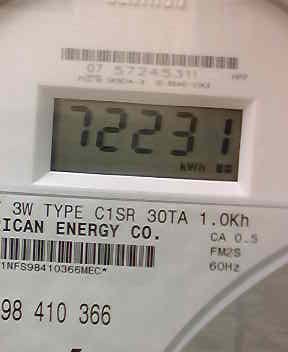 07 57245311
72231
kWh
3W TYPE C1SR 30TA 1.0Kh
ICAN ENERGY CO.
CA 0.5
FM2S
60Hz
1NFS98410366MEC*
98 410 366